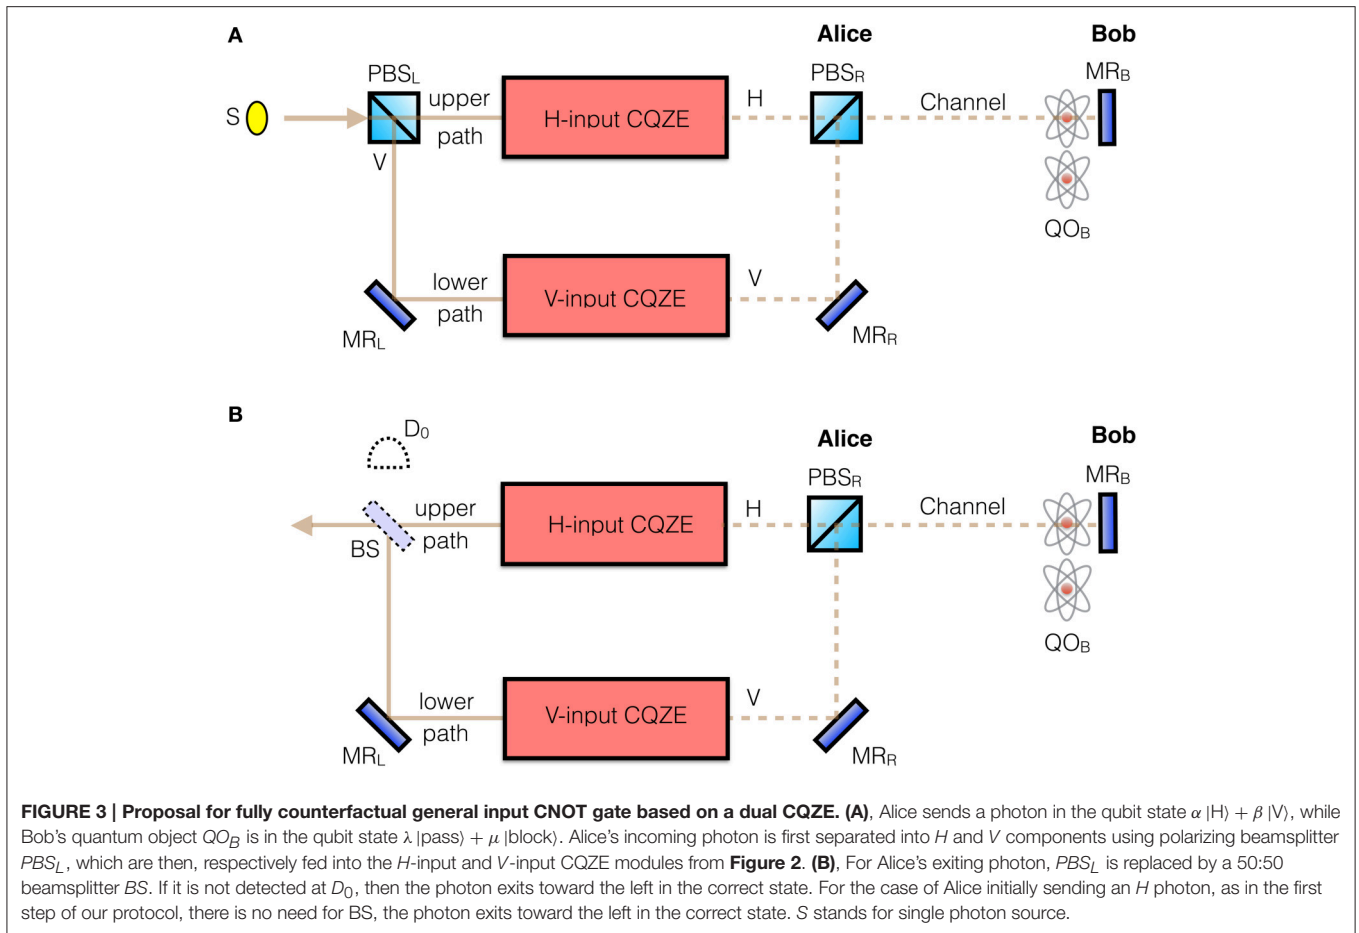 A
Alice
Bob
PBSL
PBSR
MRB
S
upper
path
H-input CQZE
H
Channel
V
QOB
lower
path
V-input CQZE
V
MRL
MRR
B
D0
Alice
Bob
PBSR
MRB
BS
upper
path
H-input CQZE
H
Channel
QOB
lower
path
V-input CQZE
V
MRL
MRR
FIGURE 3 | Proposal for fully counterfactual general input CNOT gate based on a dual CQZE. (A), Alice sends a photon in the qubit state α |H⟩ + β |V⟩, while
Bob's quantum object QOB is in the qubit state λ |pass⟩ + μ |block⟩. Alice's incoming photon is first separated into H and V components using polarizing beamsplitter
PBSL, which are then, respectively fed into the H-input and V-input CQZE modules from Figure 2. (B), For Alice's exiting photon, PBSL is replaced by a 50:50
beamsplitter BS. If it is not detected at D0, then the photon exits toward the left in the correct state. For the case of Alice initially sending an H photon, as in the first
step of our protocol, there is no need for BS, the photon exits toward the left in the correct state. S stands for single photon source.